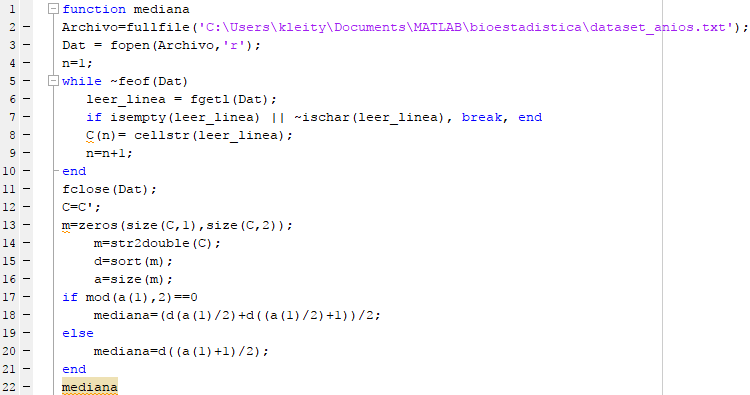 1 function mediana
2 Archivo=fullfile('C:\Users\kleity\Documents\MATLAB\bioestadistica\dataset_anios.txt');
3 Dat = fopen(Archivo,'r');
4 n=1;
5 while ~feof(Dat)
6 leer_linea = fgetl(Dat);
7 if isempty(leer_linea) || ~ischar(leer_linea), break, end
8 C(n)= cellstr(leer_linea);
9 n=n+1;
10 end
11 fclose(Dat);
12 C=C';
13 m=zeros(size(C,1),size(C,2));
14 m=str2double(C);
15 d=sort(m);
16 a=size(m);
17 if mod(a(1),2)==0
18 mediana=(d(a(1)/2)+d((a(1)/2)+1))/2;
19 else
20 mediana=d((a(1)+1)/2);
21 end
22 mediana